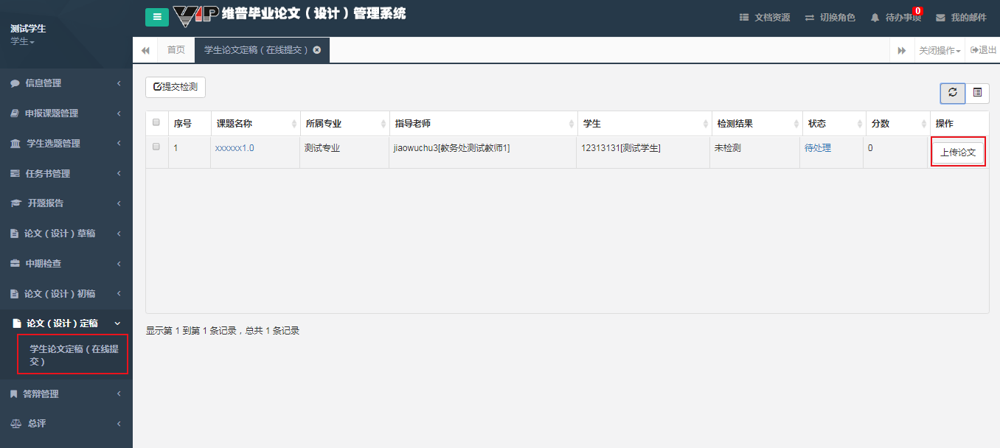 测试学生
学生
VIP 维普毕业论文（设计）管理系统
文档资源
切换角色
待办事项
0
我的邮件
首页
学生论文定稿（在线提交）
关闭操作
退出
信息管理
申报课题管理
学生选题管理
任务书管理
开题报告
论文（设计）草稿
中期检查
论文（设计）初稿
论文（设计）定稿
学生论文定稿（在线提
交）
答辩管理
总评
提交检测
序号 课题名称 所属专业 指导老师 学生 检测结果 状态 分数 操作
1 xxxxxx1.0 测试专业 jiaowuchu3[教务处测试教师1] 12313131[测试学生] 未检测 待处理 0 上传论文
显示第 1 到第 1 条记录，总共 1 条记录